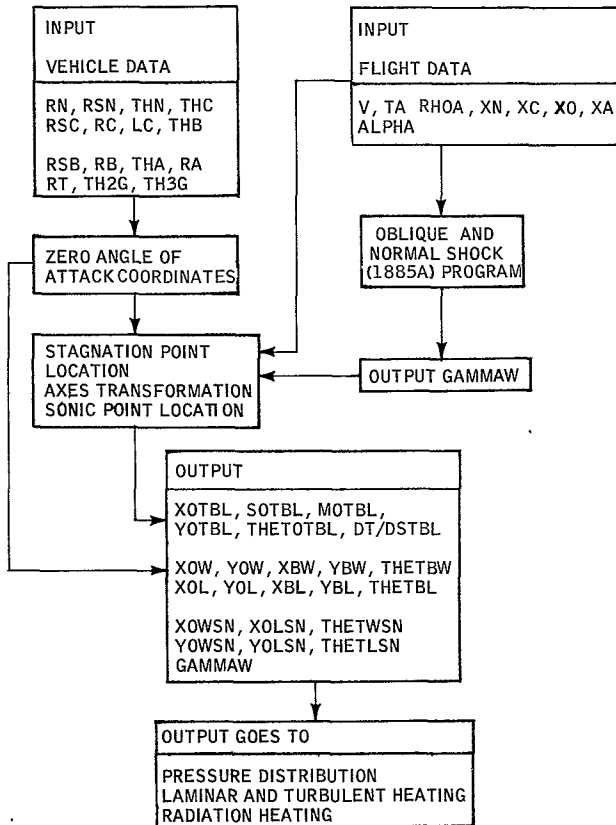 INPUT
VEHICLE DATA
RN, RSN, THN, THC
RSC, RC, LC, THB
RSB, RB, THA, RA
RT, TH2G, TH3G
INPUT
FLIGHT DATA
V, TA RHOA, XN, XC, XO, XA
ALPHA
ZERO ANGLE OF
ATTACK COORDINATES
OBLIQUE AND
NORMAL SHOCK
(1885A) PROGRAM
STAGNATION POINT
LOCATION
AXES TRANSFORMATION
SONIC POINT LOCATION
OUTPUT GAMMAW
OUTPUT
XOTBL, SOTBL, MOTBL,
YOTBL, THETOTBL, DT/DSTBL
XOW, YOW, XBW, YBW, THETBW
XOL, YOL, XBL, YBL, THETBL
XOWSN, XOLSN, THETWSN
YOWSN, YOLSN, THETLSN
GAMMAW
OUTPUT GOES TO
PRESSURE DISTRIBUTION
LAMINAR AND TURBULENT HEATING
RADIATION HEATING